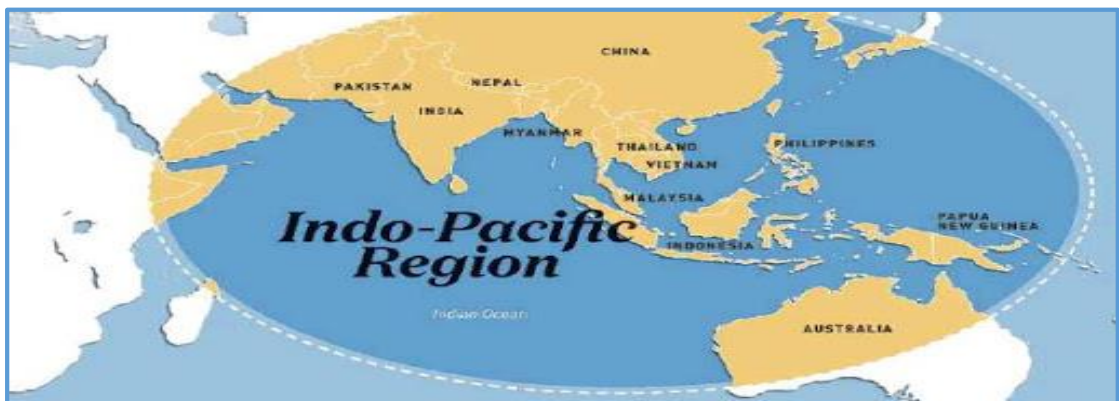 CHINA
NEPAL
PAKISTAN
INDIA
MYANMAR
THAILAND
PHILIPPINES
VIETNAM
MALAYSIA
Indo-Pacific
Region
PAPUA
NEW GUINEA
INDONESIA
Indian Ocean
AUSTRALIA